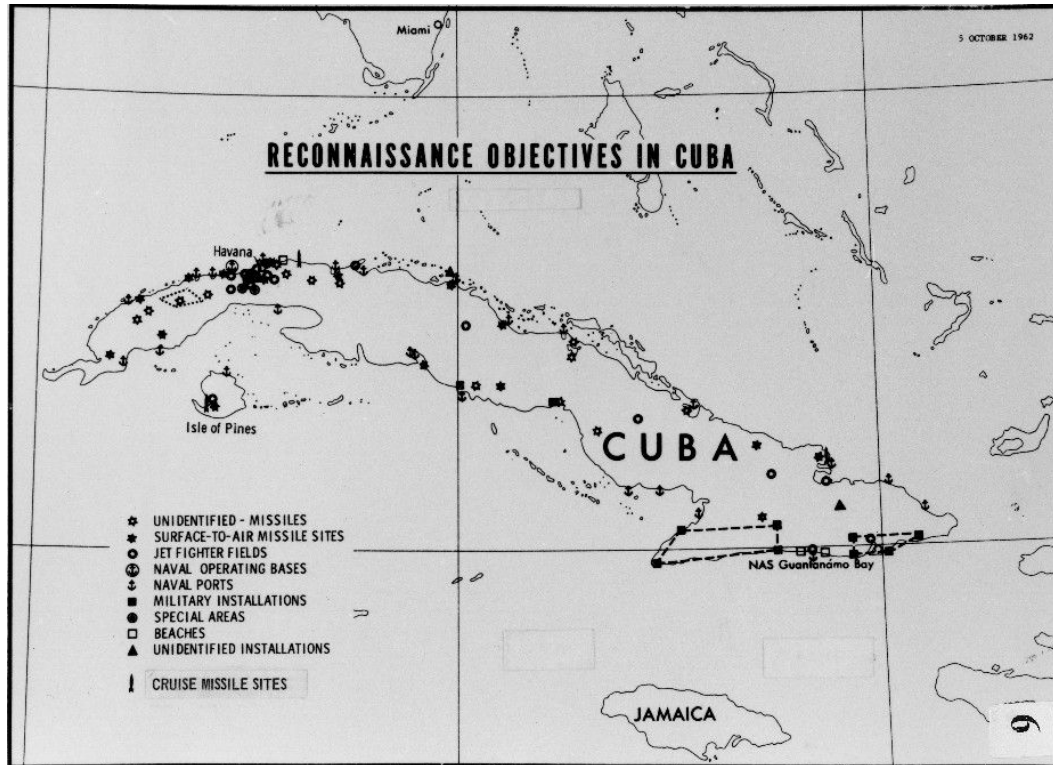 Miami
5 OCTOBER 1962
RECONNAISSANCE OBJECTIVES IN CUBA
Havana
Isle of Pines
CUBA
UNIDENTIFIED - MISSILES
SURFACE-TO-AIR MISSILE SITES
JET FIGHTER FIELDS
NAVAL OPERATING BASES
NAVAL PORTS
MILITARY INSTALLATIONS
SPECIAL AREAS
BEACHES
UNIDENTIFIED INSTALLATIONS
CRUISE MISSILE SITES
NAS Guantanámo Bay
JAMAICA
9